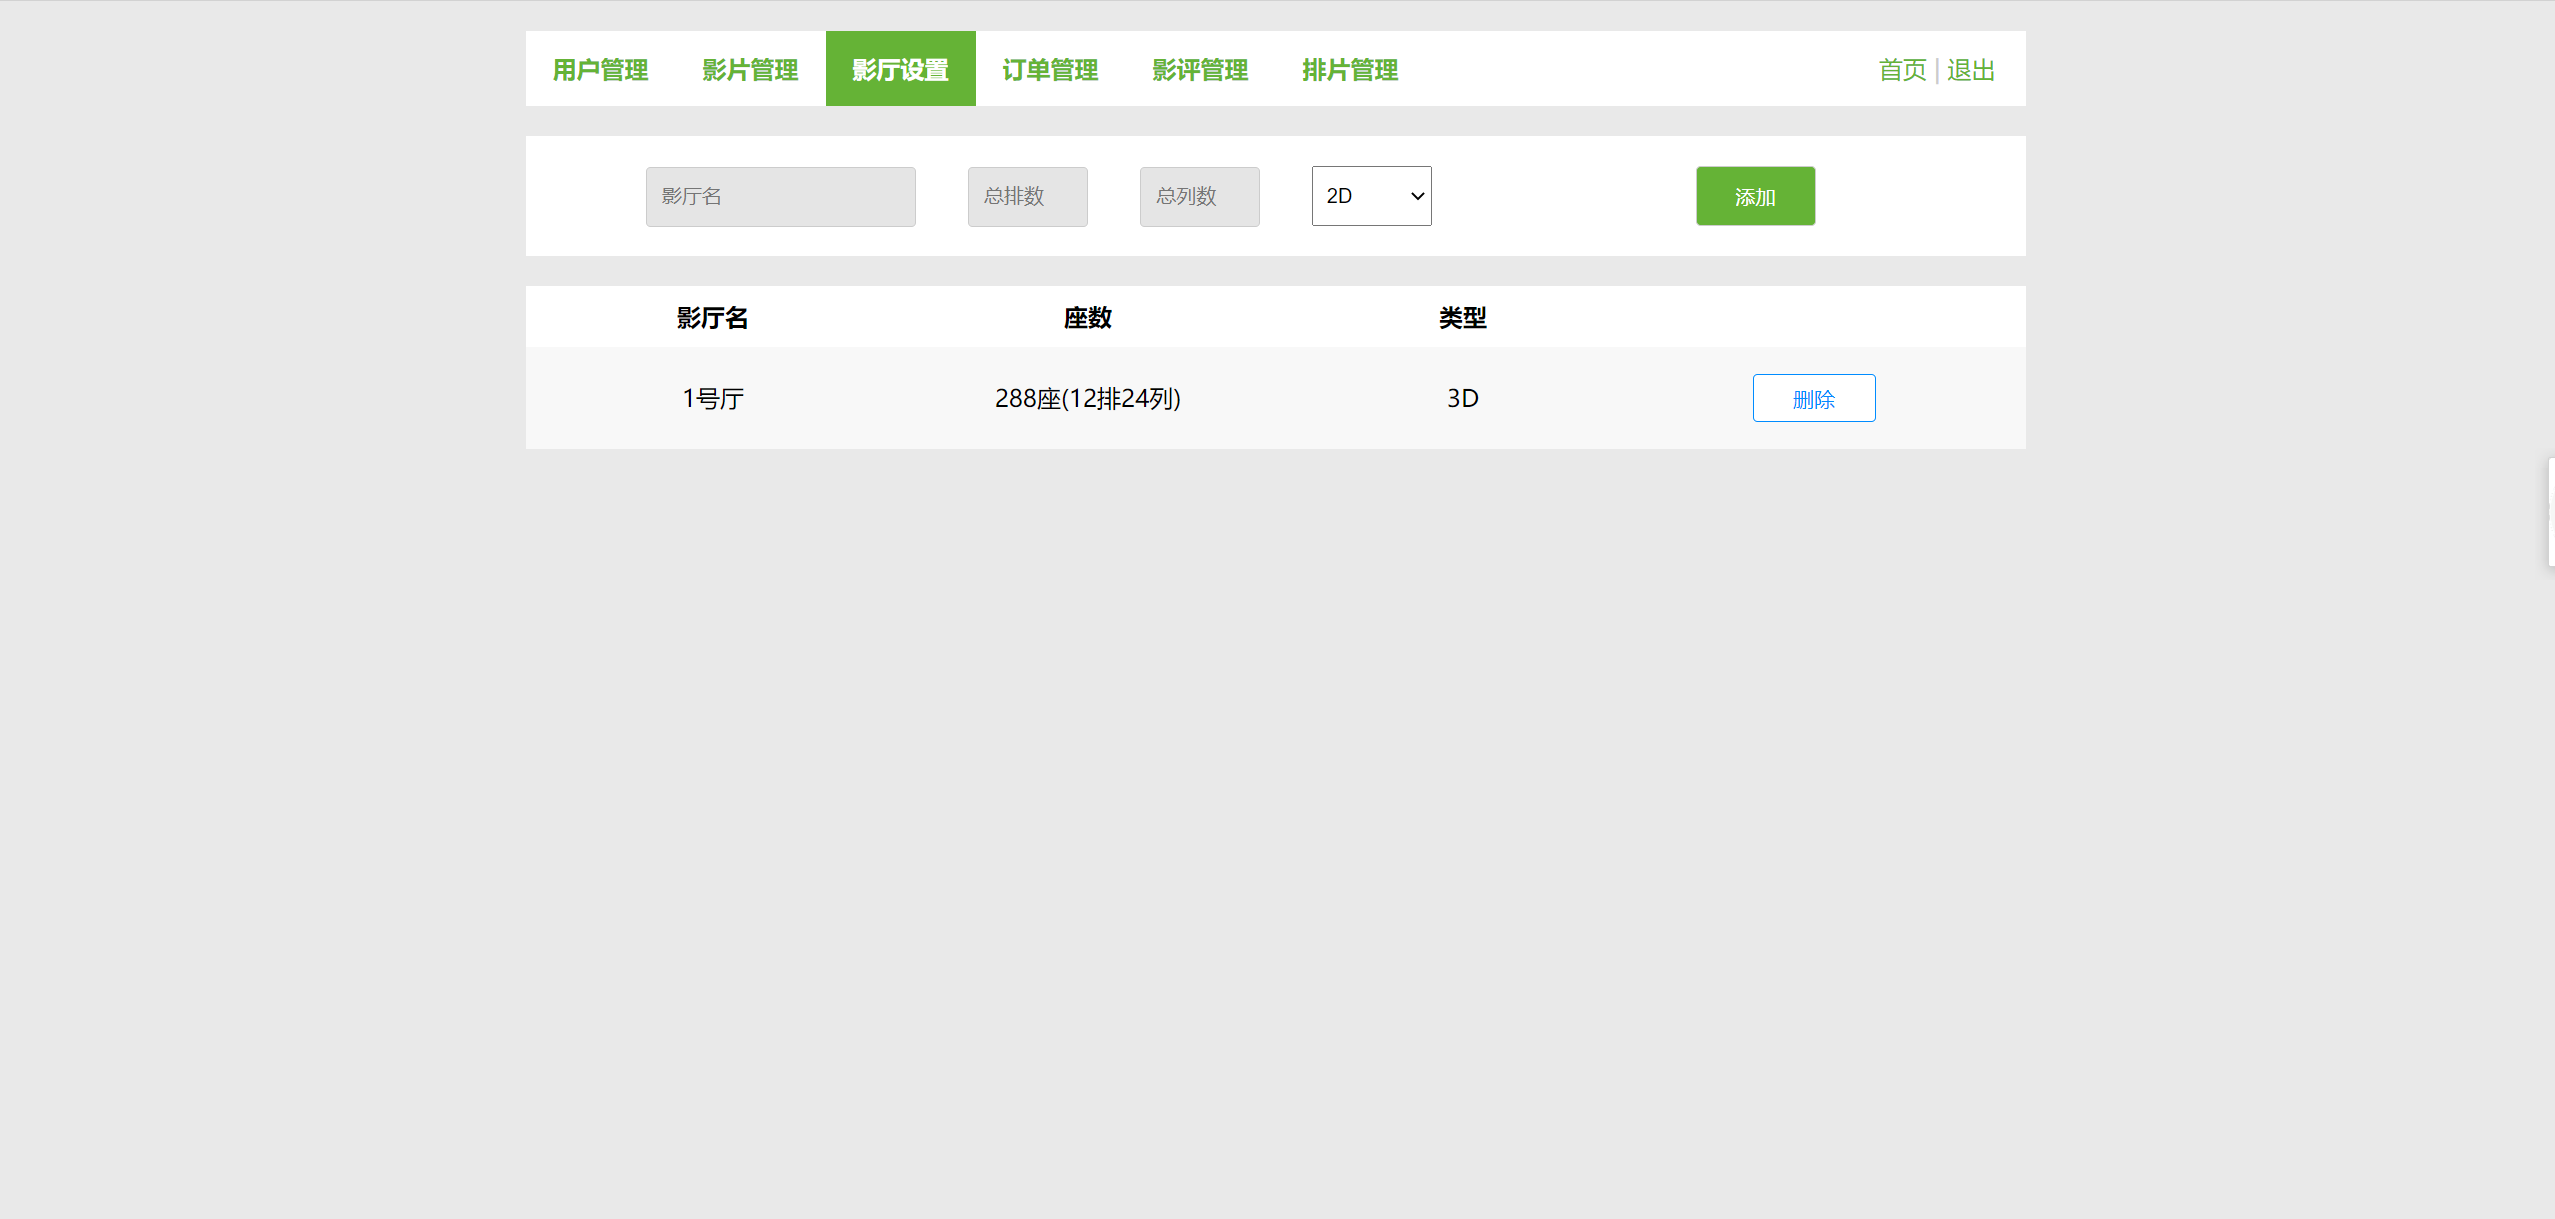 用户管理 影片管理 影厅设置 订单管理 影评管理 排片管理 首页 | 退出
影厅名 总排数 总列数 2D 添加
影厅名 座数 类型
1号厅 288座(12排24列) 3D 删除